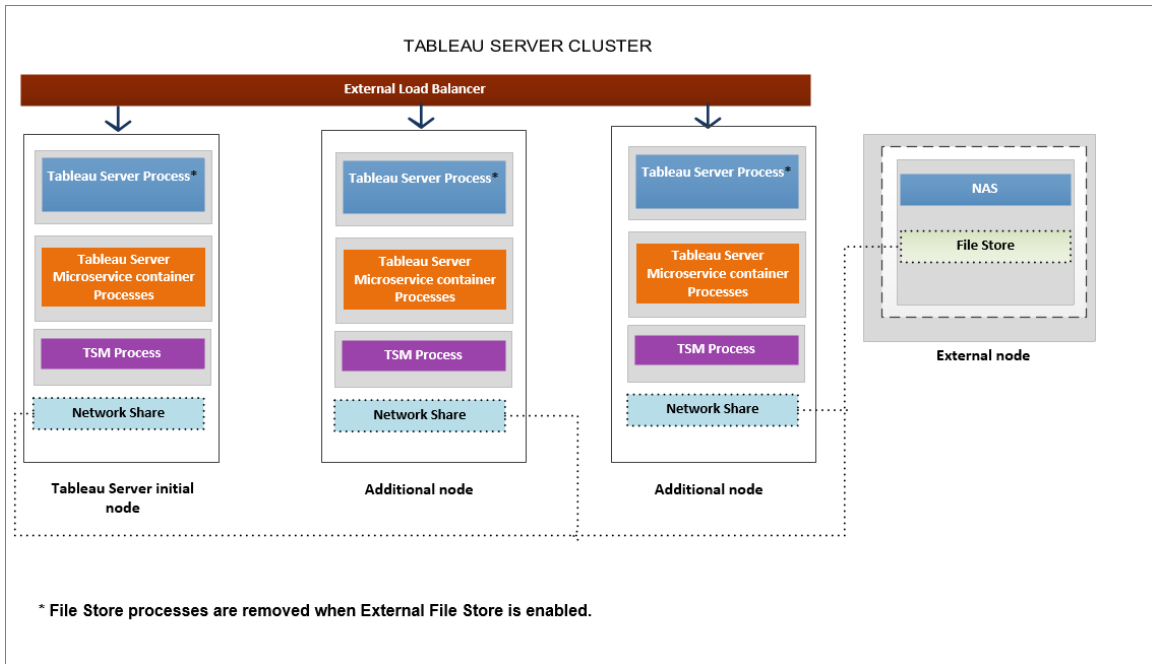 TABLEAU SERVER CLUSTER
External Load Balancer
Tableau Server Process*
Tableau Server
Microservice container
Processes
TSM Process
Network Share
Tableau Server initial
node
Tableau Server Process*
Tableau Server
Microservice container
Processes
TSM Process
Network Share
Additional node
Tableau Server Process*
Tableau Server
Microservice container
Processes
TSM Process
Network Share
Additional node
NAS
File Store
External node
* File Store processes are removed when External File Store is enabled.